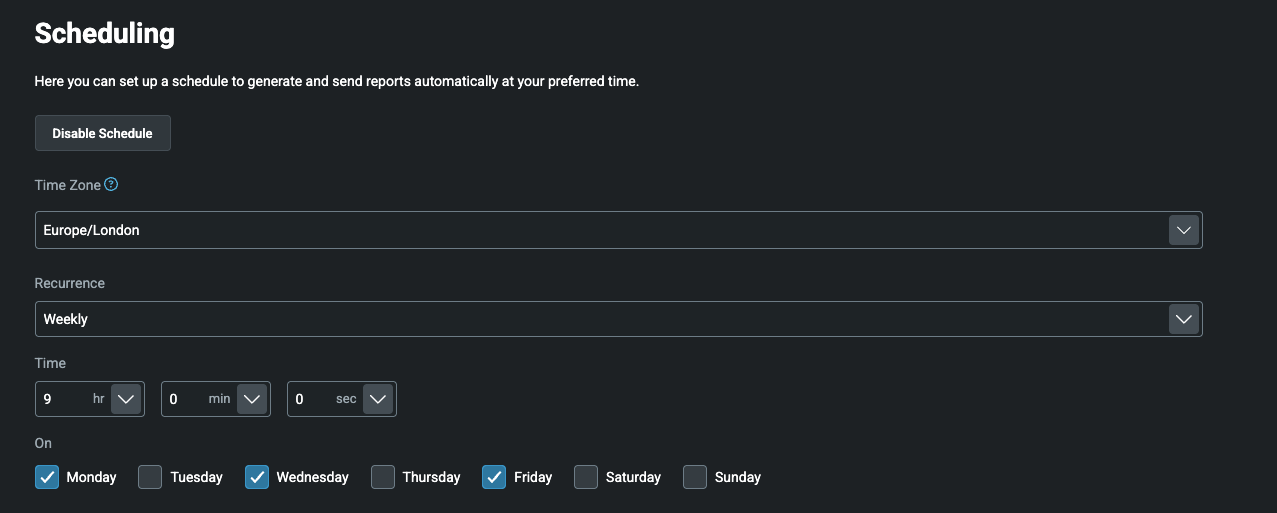 Scheduling
Here you can set up a schedule to generate and send reports automatically at your preferred time.
Disable Schedule
Time Zone ?
Europe/London
Recurrence
Weekly
Time
9 hr 0 min 0 sec
On
Monday Tuesday Wednesday Thursday Friday Saturday Sunday